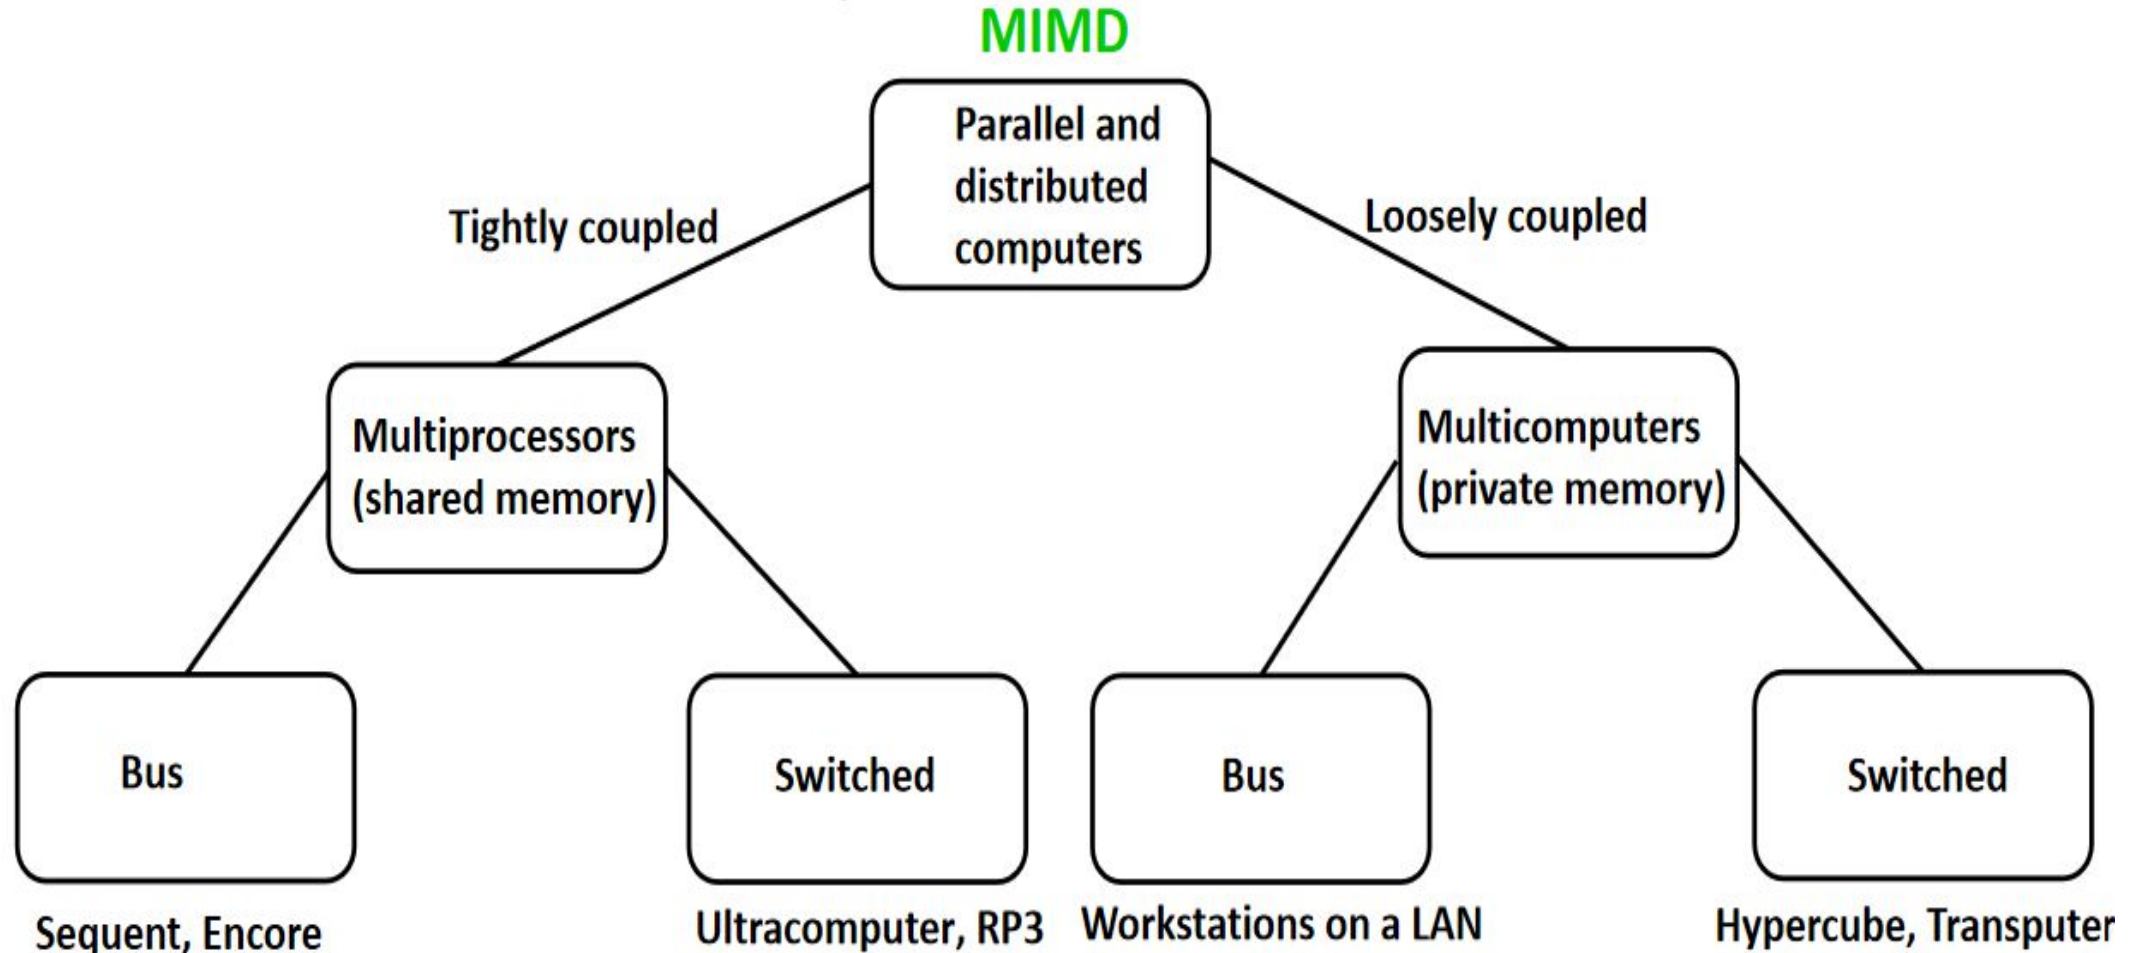 MIMD
Parallel and
distributed
computers
Tightly coupled
Loosely coupled
Multiprocessors
(shared memory)
Multicomputers
(private memory)
Bus
Switched
Bus
Switched
Sequent, Encore
Ultracomputer, RP3
Workstations on a LAN
Hypercube, Transputer